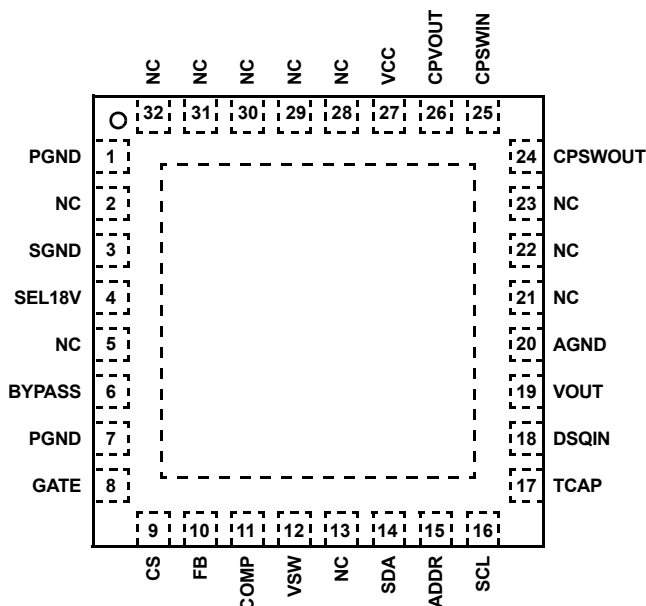 NC NC NC NC NC VCC CPVOUT CPSWIN
32 31 30 29 28 27 26 25
PGND 1 24 CPSWOUT
NC 2 23 NC
SGND 3 22 NC
SEL18V 4 21 NC
NC 5 20 AGND
BYPASS 6 19 VOUT
PGND 7 18 DSQIN
GATE 8 17 TCAP
9 10 11 12 13 14 15 16
CS FB COMP VSW NC SDA ADDR SCL